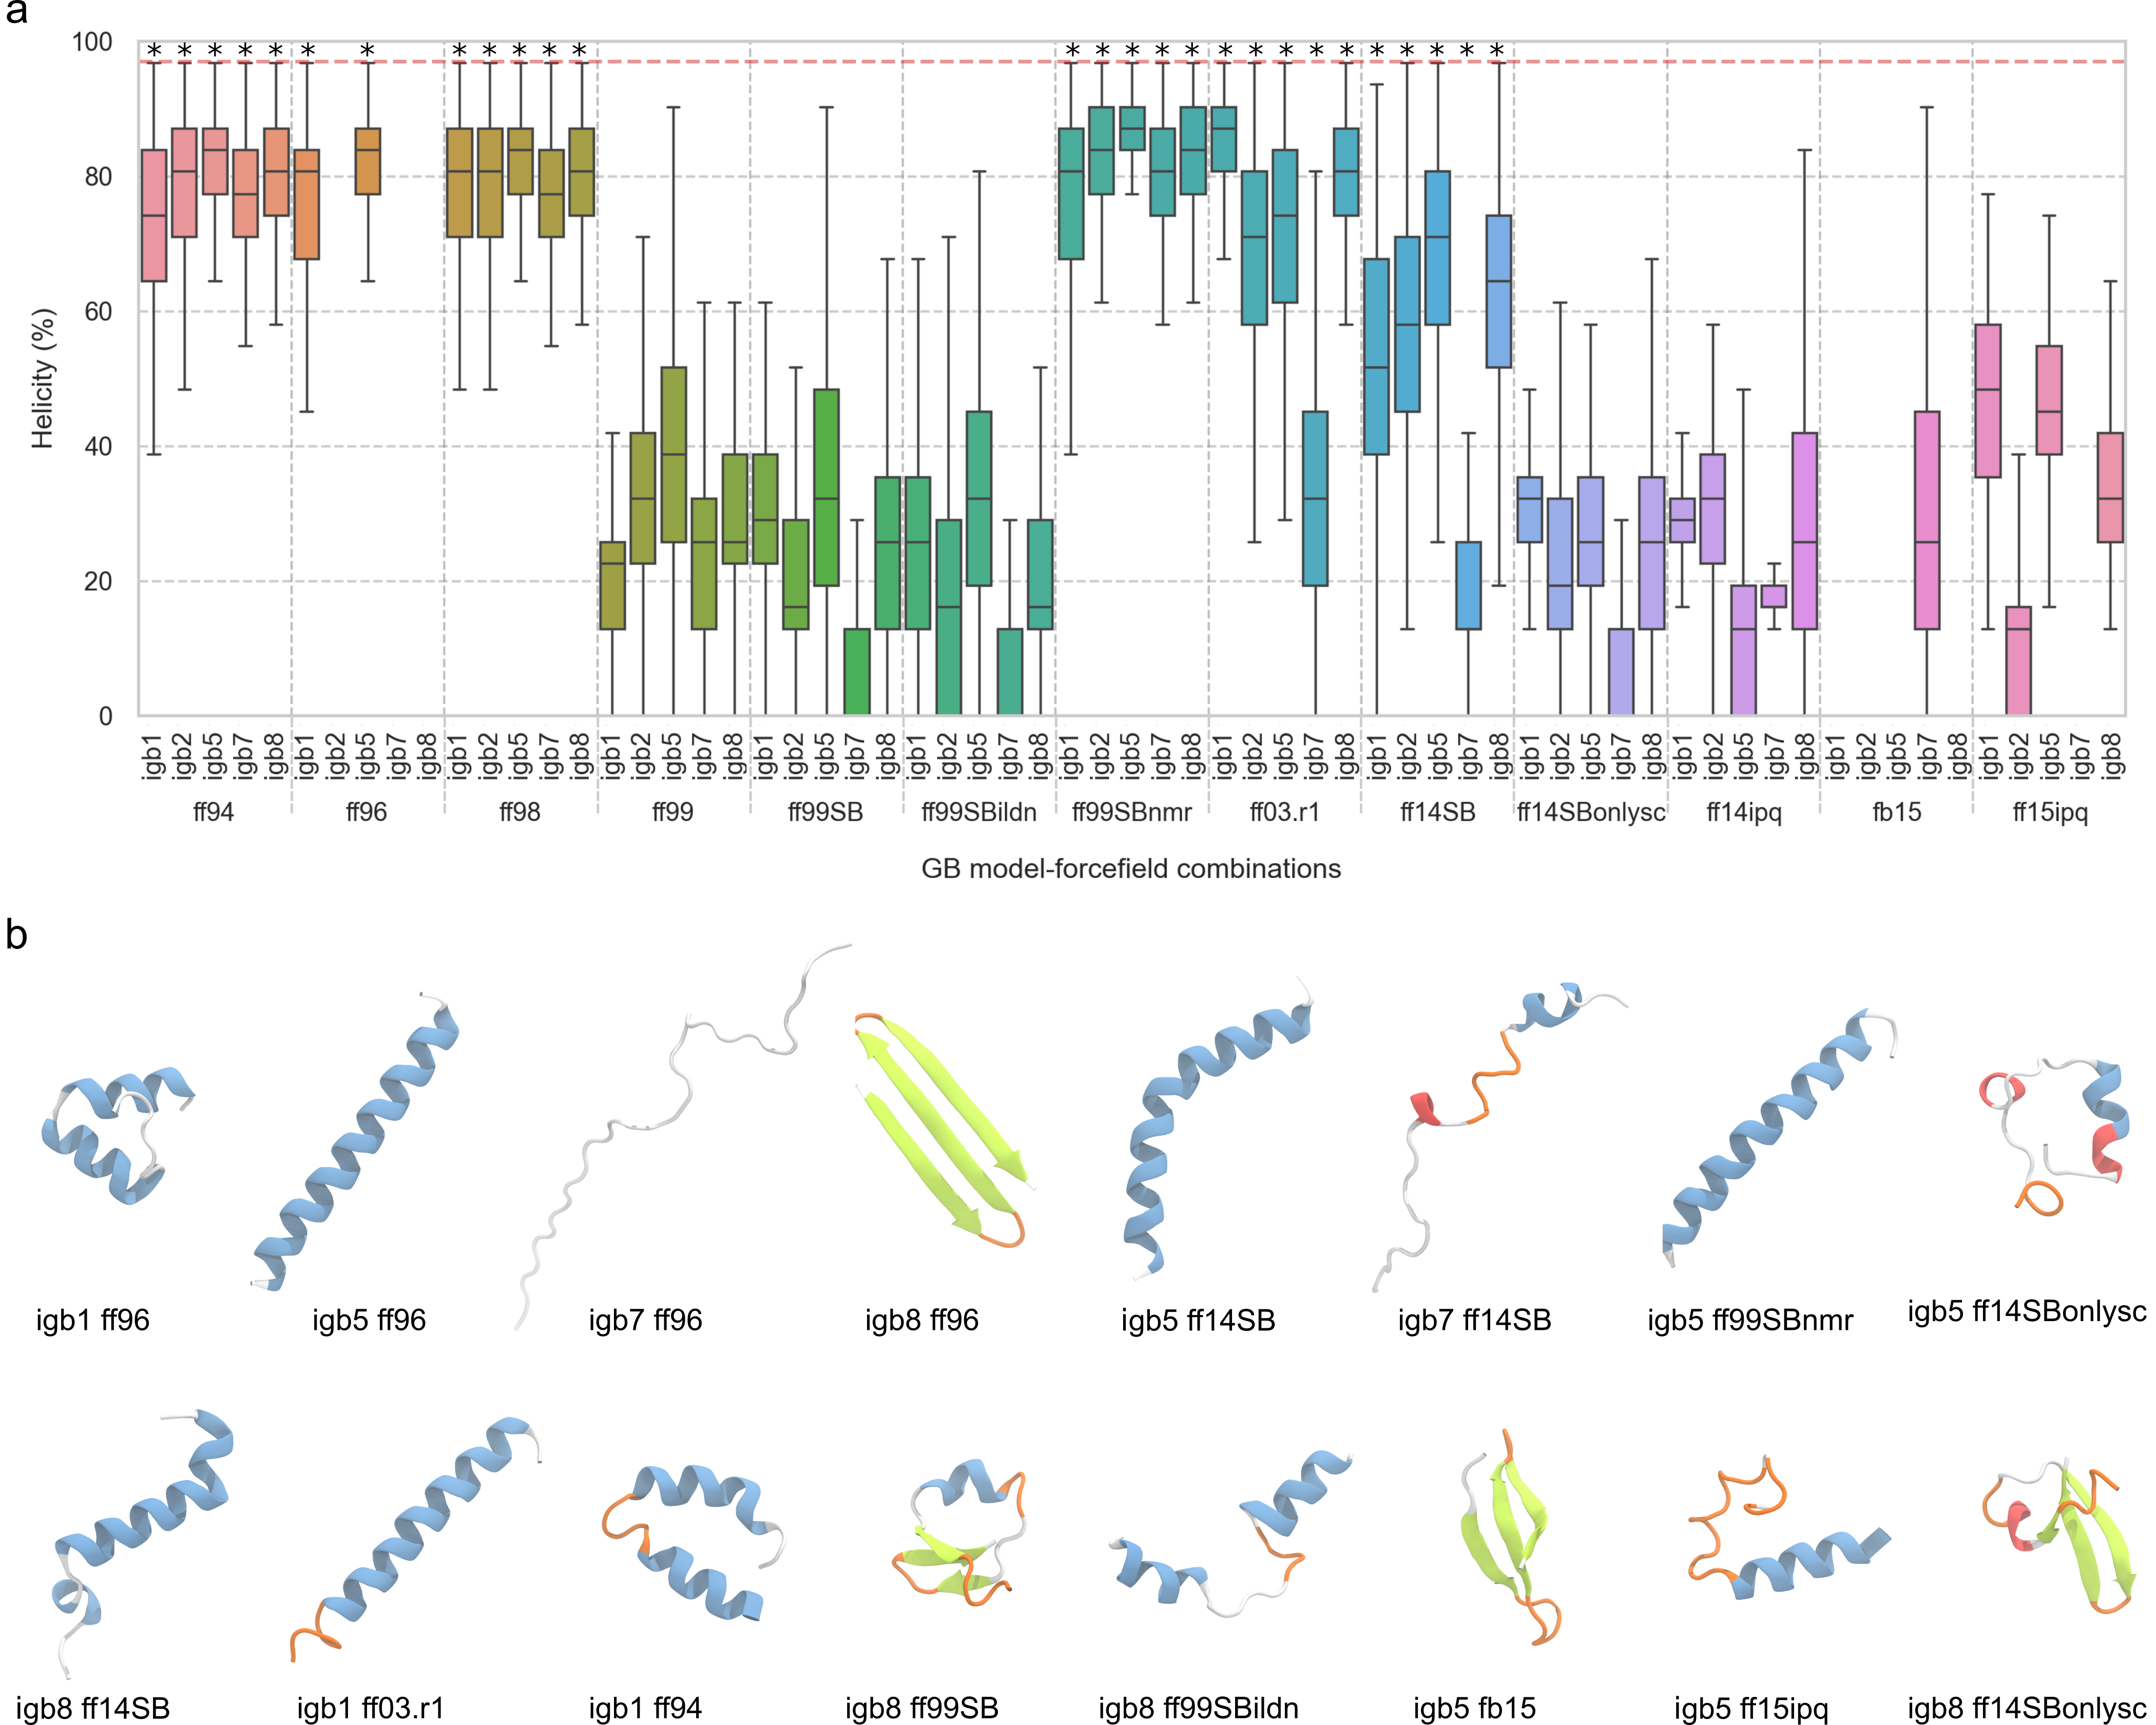 a
* * * * * * * * * * * * * * * * * * * * * * * * * * *
100
80
60
40
20
0
Helicity (%)
igb1 igb2 igb5 igb7 igb8 igb1 igb2 igb5 igb7 igb8 igb1 igb2 igb5 igb7 igb8 igb1 igb2 igb5 igb7 igb8 igb1 igb2 igb5 igb7 igb8 igb1 igb2 igb5 igb7 igb8 igb1 igb2 igb5 igb7 igb8 igb1 igb2 igb5 igb7 igb8 igb1 igb2 igb5 igb7 igb8 igb1 igb2 igb5 igb7 igb8 igb1 igb2 igb5 igb7 igb8 igb1 igb2 igb5 igb7 igb8 igb1 igb2 igb5 igb7 igb8
ff94 ff96 ff98 ff99 ff99SB ff99SBildn ff99SBnmr ff03.r1 ff14SB ff14SBonlysc ff14ipq fb15 ff15ipq
GB model-forcefield combinations
b
igb1 ff96 igb5 ff96 igb7 ff96 igb8 ff96 igb5 ff14SB igb7 ff14SB igb5 ff99SBnmr igb5 ff14SBonlysc
igb8 ff14SB igb1 ff03.r1 igb1 ff94 igb8 ff99SB igb8 ff99SBildn igb5 fb15 igb5 ff15ipq igb8 ff14SBonlysc